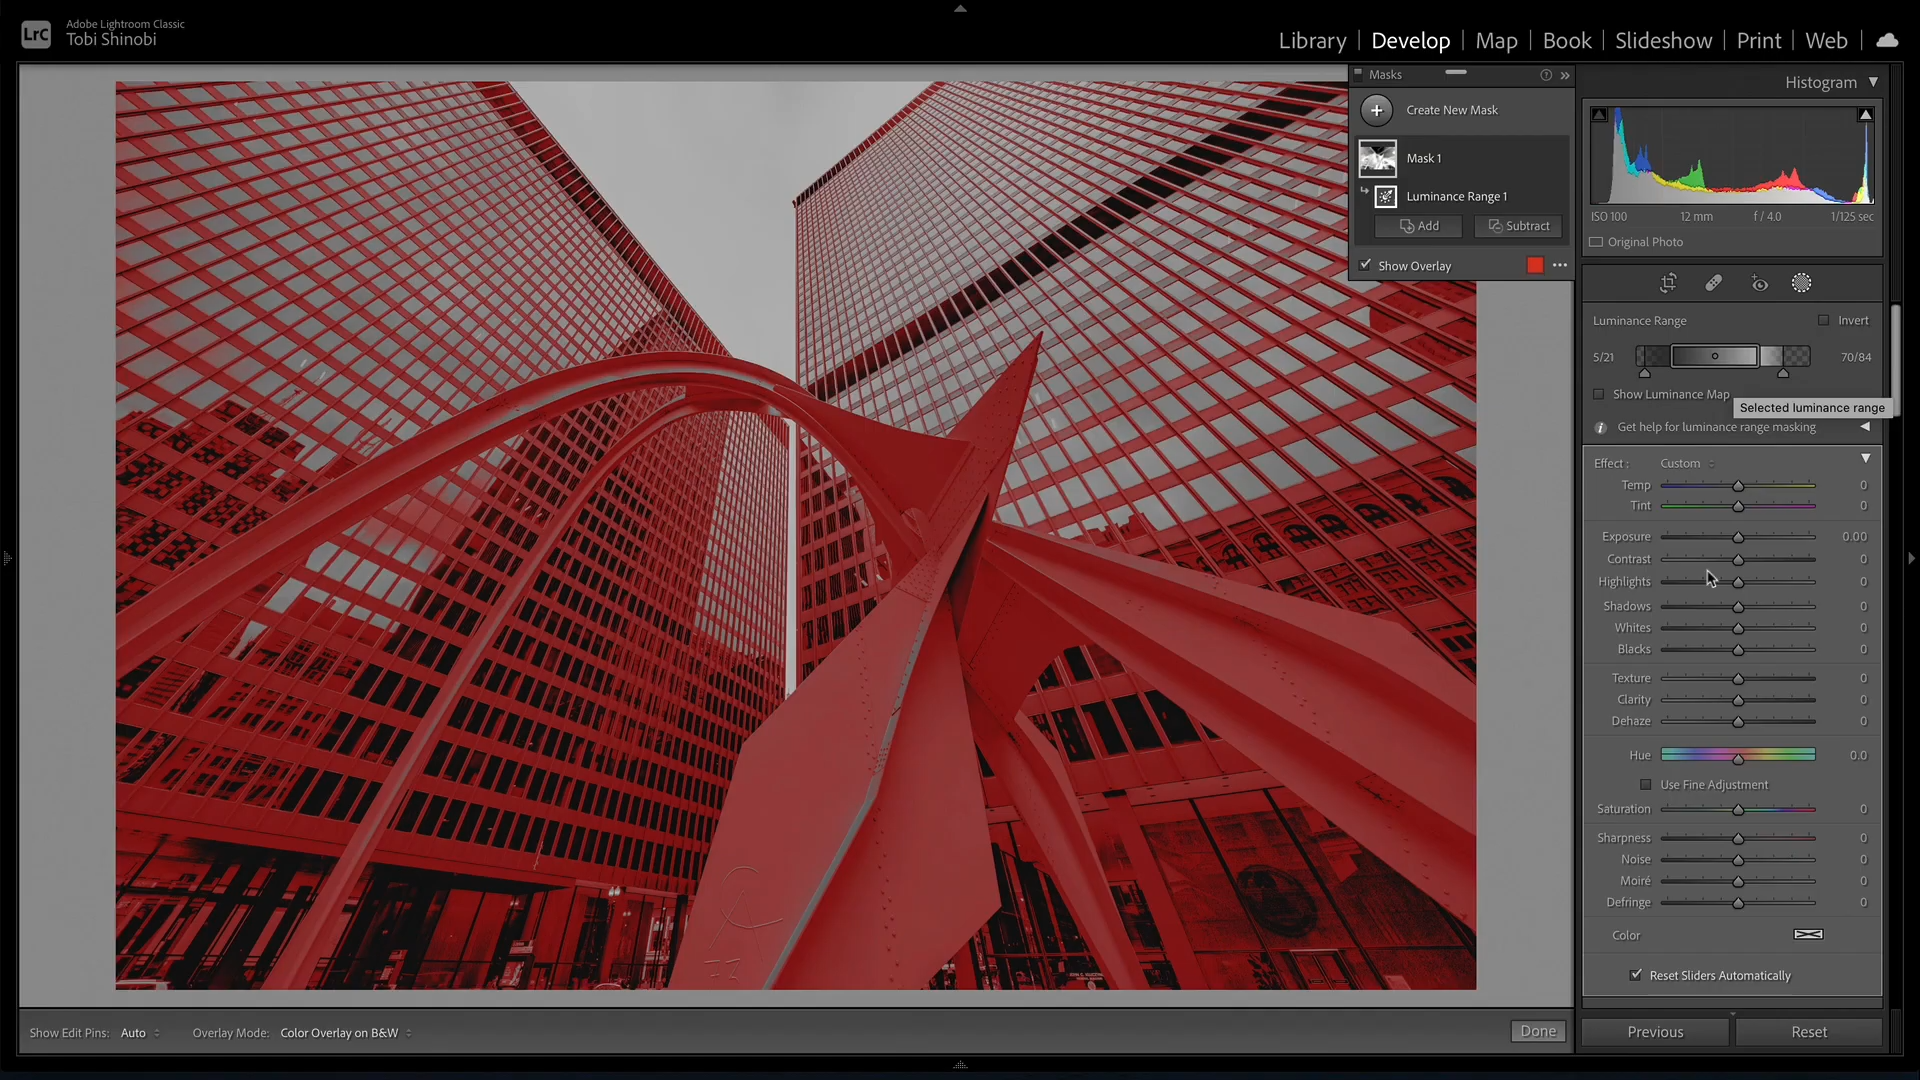 LrC
Adobe Lightroom Classic
Tobi Shinobi
Library | Develop | Map | Book | Slideshow | Print | Web
Masks
Create New Mask
Mask 1
Luminance Range 1
Add
Subtract
Show Overlay
Histogram
ISO 100 12 mm f / 4.0 1/125 sec
Original Photo
Luminance Range
Invert
5/21
70/84
Show Luminance Map
Selected luminance range
Get help for luminance range masking
Effect : Custom
Temp 0
Tint 0
Exposure 0.00
Contrast 0
Highlights 0
Shadows 0
Whites 0
Blacks 0
Texture 0
Clarity 0
Dehaze 0
Hue 0.0
Use Fine Adjustment
Saturation 0
Sharpness 0
Noise 0
Moiré 0
Defringe 0
Color
Reset Sliders Automatically
Show Edit Pins: Auto
Overlay Mode: Color Overlay on B&W
Done
Previous
Reset